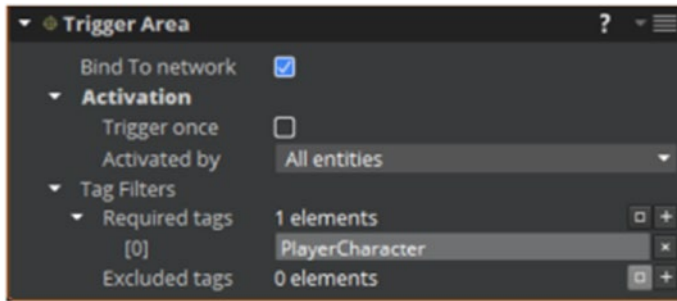 Trigger Area ?
Bind To network
Activation
Trigger once
Activated by All entities
Tag Filters
Required tags 1 elements
[0] PlayerCharacter
Excluded tags 0 elements